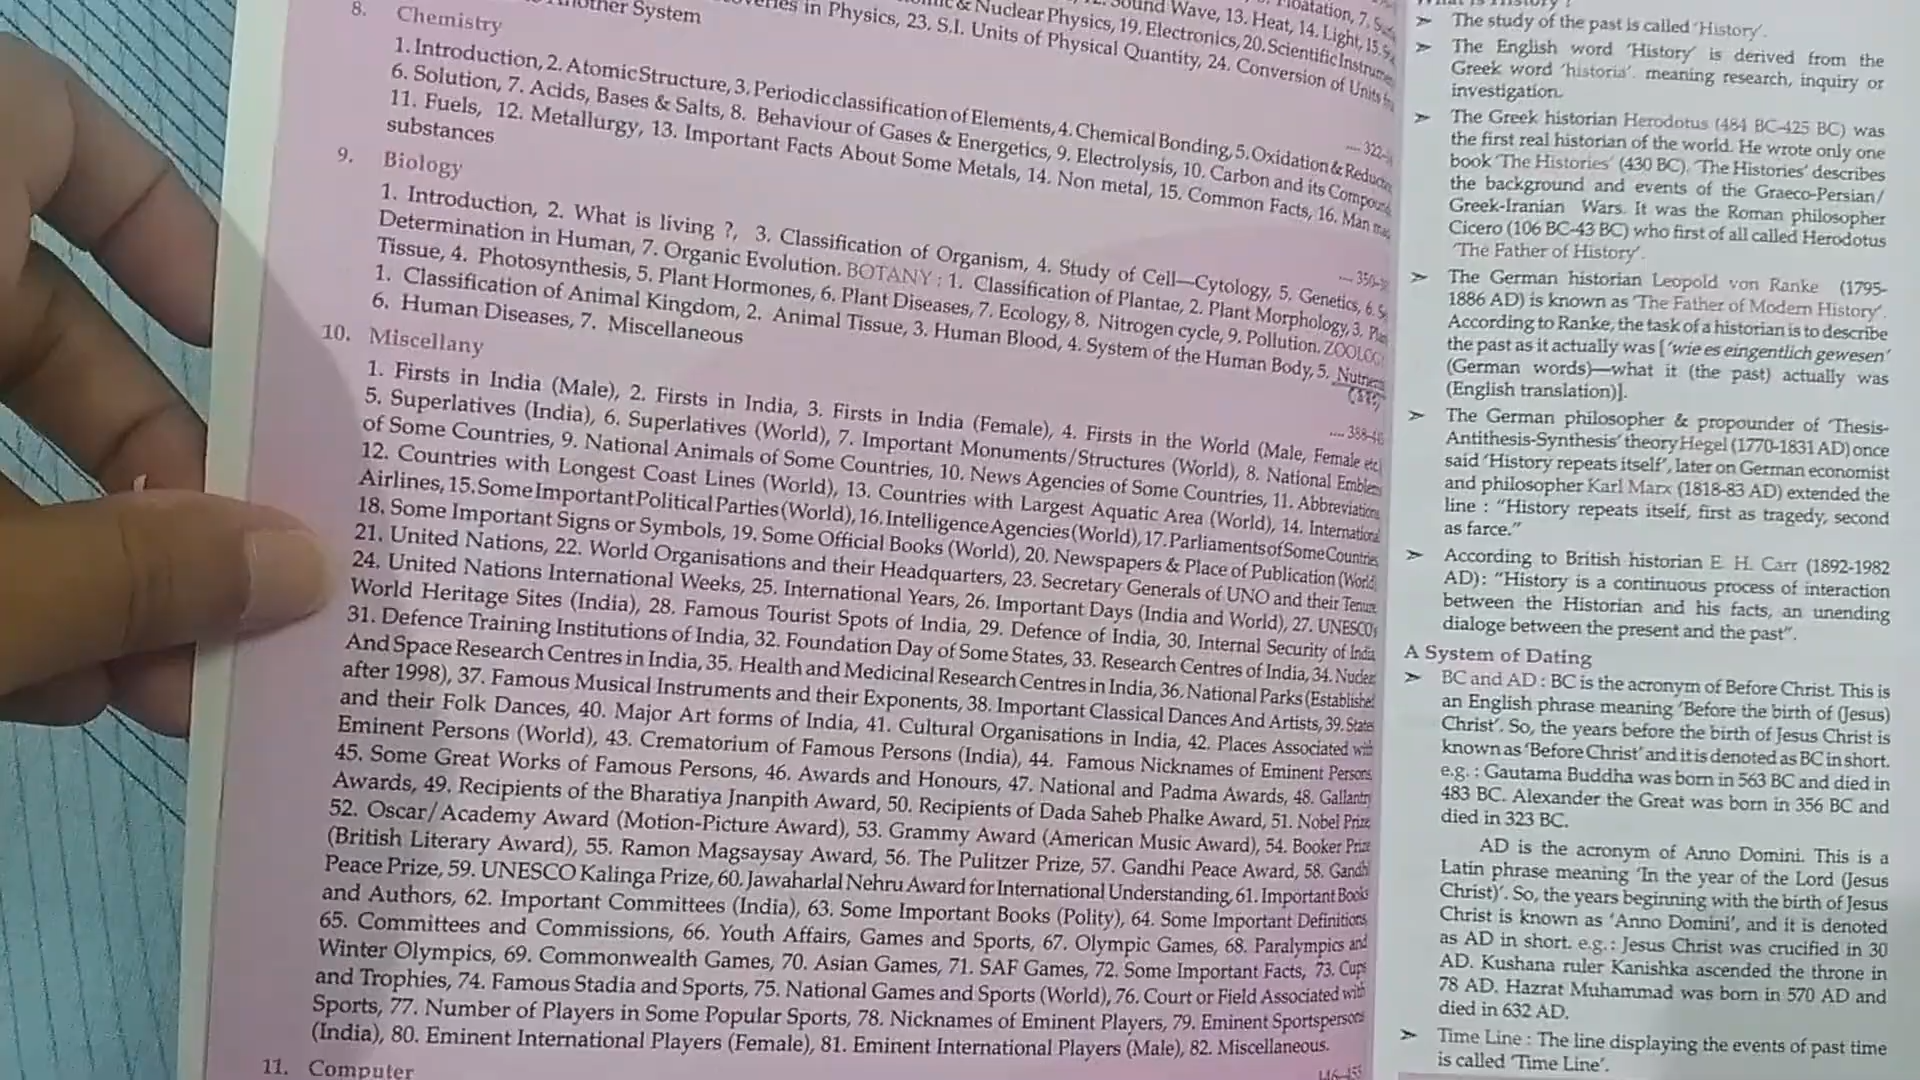 other System
in Physics, 23. S.I. Units of Physical Quantity, 24. Conversion of Units
& Nuclear Physics, 19. Electronics, 20. Scientific
Sound Wave, 13. Heat, 14. Light, 15.
Floatation, 7.
8. Chemistry
.... 322-
1. Introduction, 2. Atomic Structure, 3. Periodic classification of Elements, 4. Chemical Bonding, 5. Oxidation &
6. Solution, 7. Acids, Bases & Salts, 8. Behaviour of Gases & Energetics, 9. Electrolysis, 10. Carbon and its
11. Fuels, 12. Metallurgy, 13. Important Facts About Some Metals, 14. Non metal, 15. Common Facts, 16. Man
substances
9. Biology
.... 350-
1. Introduction, 2. What is living ?, 3. Classification of Organism, 4. Study of Cell—Cytology, 5. Genetics, 6.
Determination in Human, 7. Organic Evolution. BOTANY : 1. Classification of Plantae, 2. Plant Morphology, 3.
Tissue, 4. Photosynthesis, 5. Plant Hormones, 6. Plant Diseases, 7. Ecology, 8. Nitrogen cycle, 9. Pollution.
1. Classification of Animal Kingdom, 2. Animal Tissue, 3. Human Blood, 4. System of the Human Body, 5.
6. Human Diseases, 7. Miscellaneous
10. Miscellany
.... 388-
1. Firsts in India (Male), 2. Firsts in India, 3. Firsts in India (Female), 4. Firsts in the World (Male, Female etc)
5. Superlatives (India), 6. Superlatives (World), 7. Important Monuments/Structures (World), 8. National Emblems
of Some Countries, 9. National Animals of Some Countries, 10. News Agencies of Some Countries, 11. Abbreviations
12. Countries with Longest Coast Lines (World), 13. Countries with Largest Aquatic Area (World), 14. International
Airlines, 15. Some Important Political Parties (World), 16. Intelligence Agencies (World), 17. Parliaments of Some Countries
18. Some Important Signs or Symbols, 19. Some Official Books (World), 20. Newspapers & Place of Publication (World)
21. United Nations, 22. World Organisations and their Headquarters, 23. Secretary Generals of UNO and their Tenure
24. United Nations International Weeks, 25. International Years, 26. Important Days (India and World), 27. UNESCO's
World Heritage Sites (India), 28. Famous Tourist Spots of India, 29. Defence of India, 30. Internal Security of India
31. Defence Training Institutions of India, 32. Foundation Day of Some States, 33. Research Centres of India, 34.
And Space Research Centres in India, 35. Health and Medicinal Research Centres in India, 36. National Parks (Established
after 1998), 37. Famous Musical Instruments and their Exponents, 38. Important Classical Dances And Artists, 39. States
and their Folk Dances, 40. Major Art forms of India, 41. Cultural Organisations in India, 42. Places Associated with
Eminent Persons (World), 43. Crematorium of Famous Persons (India), 44. Famous Nicknames of Eminent Persons,
45. Some Great Works of Famous Persons, 46. Awards and Honours, 47. National and Padma Awards, 48. Gallantry
Awards, 49. Recipients of the Bharatiya Jnanpith Award, 50. Recipients of Dada Saheb Phalke Award, 51. Nobel Prize
52. Oscar/Academy Award (Motion-Picture Award), 53. Grammy Award (American Music Award), 54. Booker Prize
(British Literary Award), 55. Ramon Magsaysay Award, 56. The Pulitzer Prize, 57. Gandhi Peace Award, 58. Gandhi
Peace Prize, 59. UNESCO Kalinga Prize, 60. Jawaharlal Nehru Award for International Understanding, 61. Important Books
and Authors, 62. Important Committees (India), 63. Some Important Books (Polity), 64. Some Important Definitions,
65. Committees and Commissions, 66. Youth Affairs, Games and Sports, 67. Olympic Games, 68. Paralympics and
Winter Olympics, 69. Commonwealth Games, 70. Asian Games, 71. SAF Games, 72. Some Important Facts, 73. Cups
and Trophies, 74. Famous Stadia and Sports, 75. National Games and Sports (World), 76. Court or Field Associated with
Sports, 77. Number of Players in Some Popular Sports, 78. Nicknames of Eminent Players, 79. Eminent Sportspersons
(India), 80. Eminent International Players (Female), 81. Eminent International Players (Male), 82. Miscellaneous.
11. Computer
446-455
What is History ?
➢ The study of the past is called 'History'.
➢ The English word 'History' is derived from the
Greek word 'historia'. meaning research, inquiry or
investigation.
➢ The Greek historian Herodotus (484 BC-425 BC) was
the first real historian of the world. He wrote only one
book 'The Histories' (430 BC). 'The Histories' describes
the background and events of the Graeco-Persian/
Greek-Iranian Wars. It was the Roman philosopher
Cicero (106 BC-43 BC) who first of all called Herodotus
'The Father of History'.
➢ The German historian Leopold von Ranke (1795-
1886 AD) is known as 'The Father of Modern History'.
According to Ranke, the task of a historian is to describe
the past as it actually was ['wie es eingentlich gewesen'
(German words)—what it (the past) actually was
(English translation)].
➢ The German philosopher & propounder of 'Thesis-
Antithesis-Synthesis' theory Hegel (1770-1831 AD) once
said 'History repeats itself', later on German economist
and philosopher Karl Marx (1818-83 AD) extended the
line : "History repeats itself, first as tragedy, second
as farce."
➢ According to British historian E. H. Carr (1892-1982
AD): "History is a continuous process of interaction
between the Historian and his facts, an unending
dialoge between the present and the past".
A System of Dating
➢ BC and AD : BC is the acronym of Before Christ. This is
an English phrase meaning 'Before the birth of (Jesus)
Christ'. So, the years before the birth of Jesus Christ is
known as 'Before Christ' and it is denoted as BC in short.
e.g. : Gautama Buddha was born in 563 BC and died in
483 BC. Alexander the Great was born in 356 BC and
died in 323 BC.
AD is the acronym of Anno Domini. This is a
Latin phrase meaning 'In the year of the Lord (Jesus
Christ)'. So, the years beginning with the birth of Jesus
Christ is known as 'Anno Domini', and it is denoted
as AD in short. e.g. : Jesus Christ was crucified in 30
AD. Kushana ruler Kanishka ascended the throne in
78 AD. Hazrat Muhammad was born in 570 AD and
died in 632 AD.
➢ Time Line : The line displaying the events of past time
is called 'Time Line'.